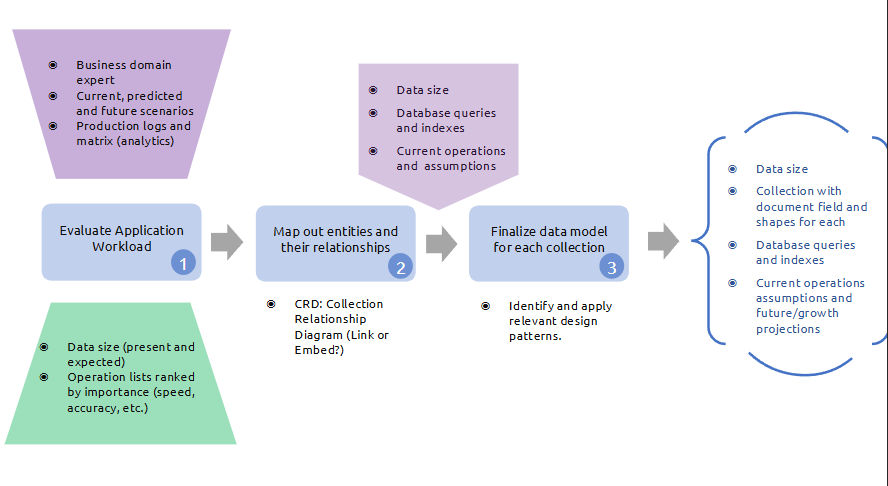 ◉ Business domain
expert
◉ Current, predicted
and future scenarios
◉ Production logs and
matrix (analytics)
Evaluate Application
Workload
1
◉ Data size (present and
expected)
◉ Operation lists ranked
by importance (speed,
accuracy, etc.)
◉ Data size
◉ Database queries
and indexes
◉ Current operations
and assumptions
Map out entities and
their relationships
2
◉ CRD: Collection
Relationship
Diagram (Link or
Embed?)
Finalize data model
for each collection
3
◉ Identify and apply
relevant design
patterns.
◉ Data size
◉ Collection with
document field and
shapes for each
◉ Database queries
and indexes
◉ Current operations
assumptions and
future/growth
projections